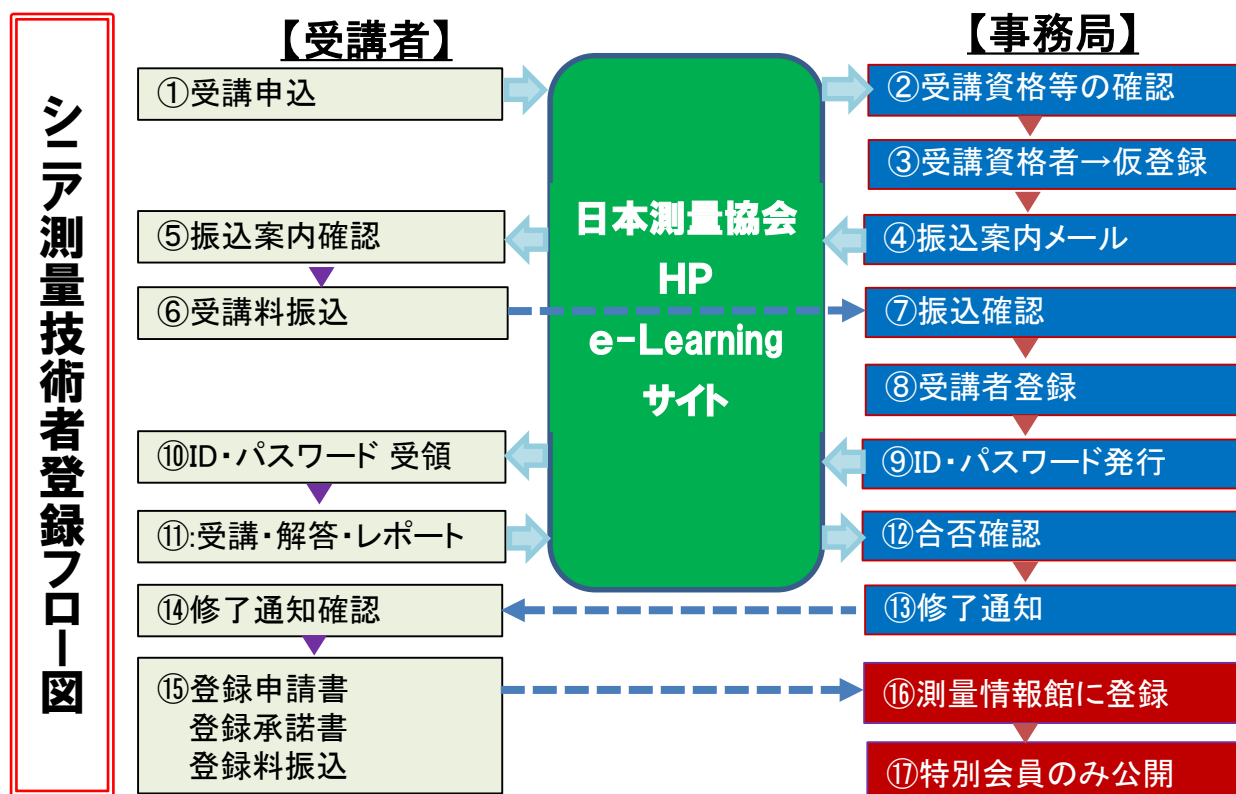 シニア測量技術者登録フロー図
【受講者】
【事務局】
①受講申込
②受講資格等の確認
③受講資格者→仮登録
④振込案内メール
⑤振込案内確認
⑥受講料振込
⑦振込確認
⑧受講者登録
⑨ID・パスワード発行
⑩ID・パスワード 受領
⑪:受講・解答・レポート
⑫合否確認
⑬修了通知
⑭修了通知確認
⑮登録申請書
登録承諾書
登録料振込
⑯測量情報館に登録
⑰特別会員のみ公開
日本測量協会
HP
e-Learning
サイト